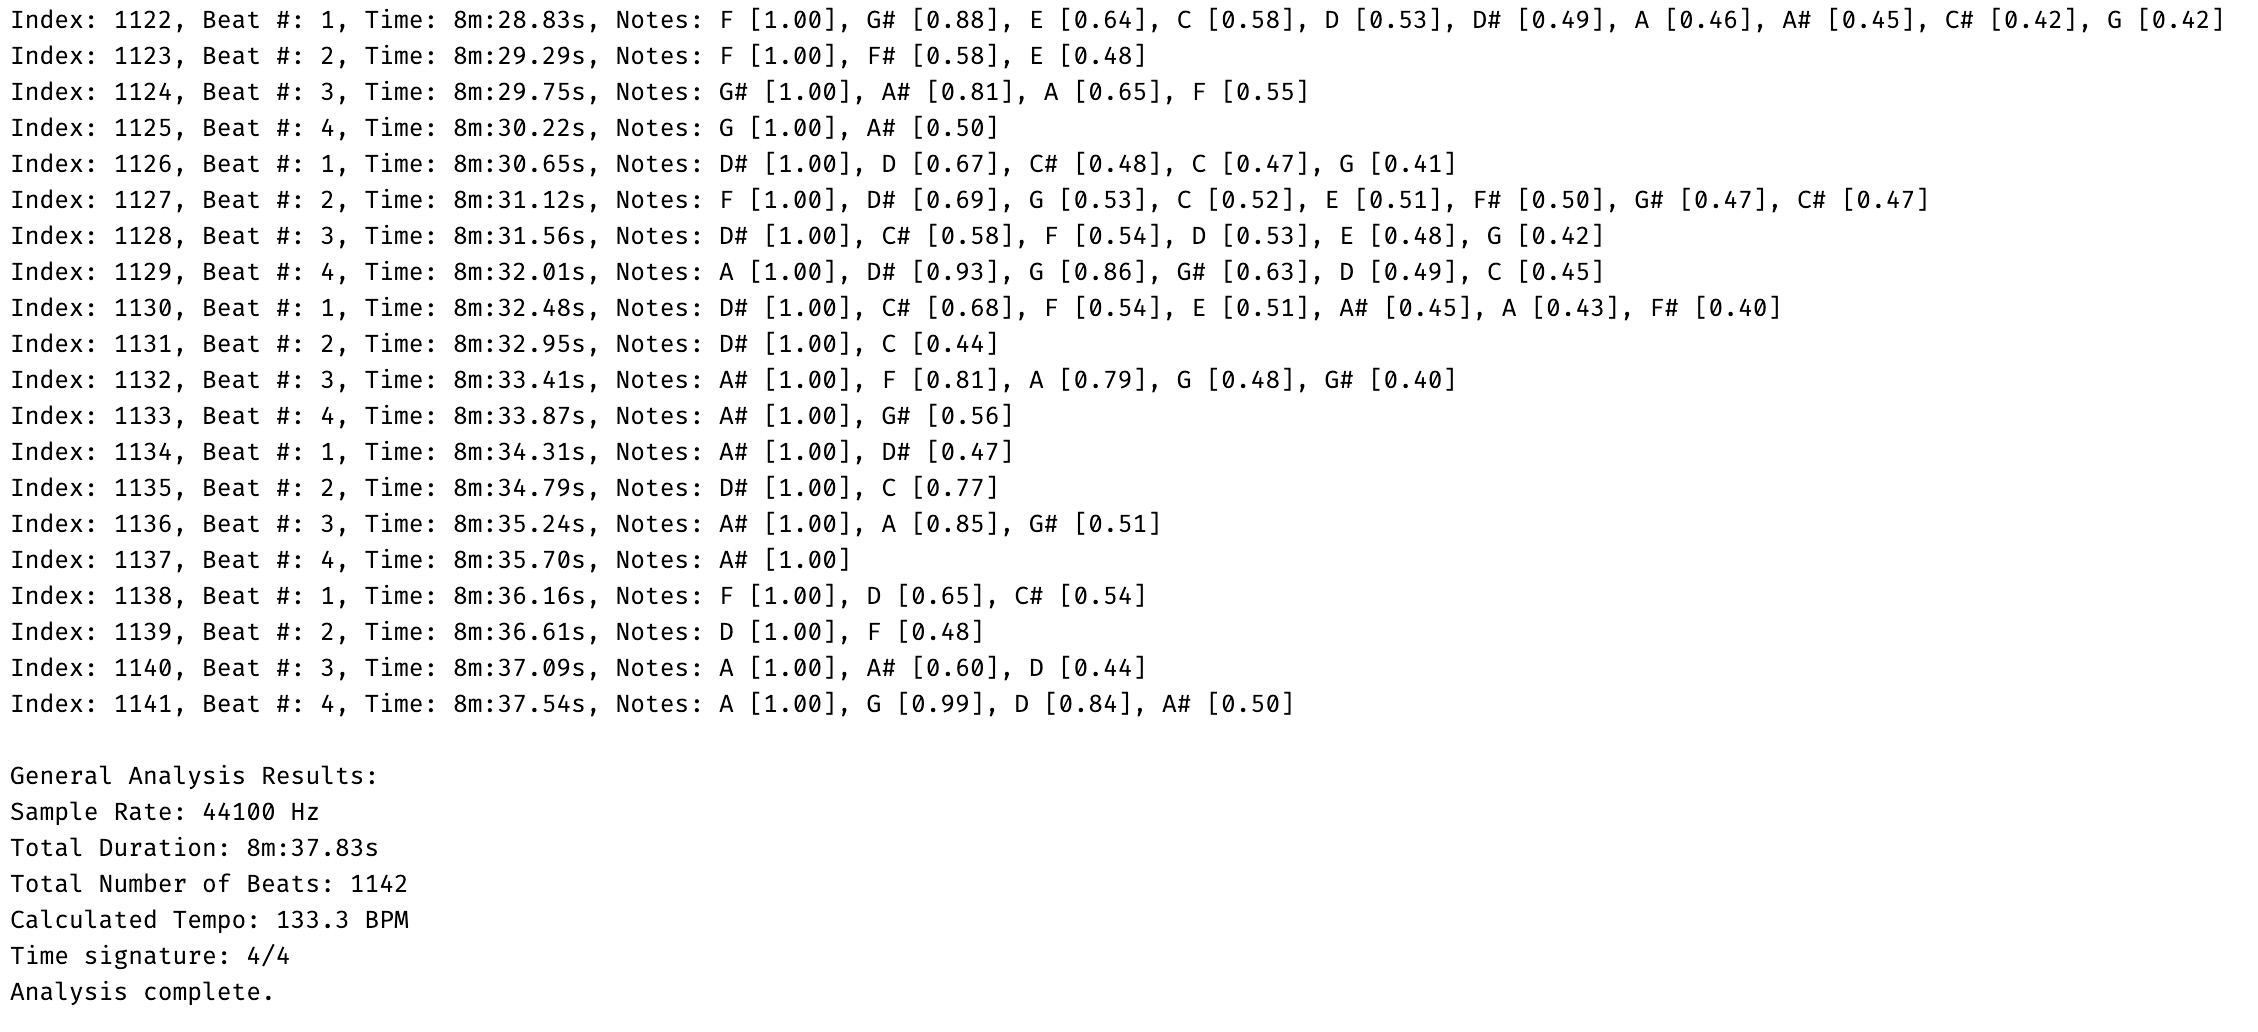 Index: 1122, Beat #: 1, Time: 8m:28.83s, Notes: F [1.00], G# [0.88], E [0.64], C [0.58], D [0.53], D# [0.49], A [0.46], A# [0.45], C# [0.42], G [0.42]
Index: 1123, Beat #: 2, Time: 8m:29.29s, Notes: F [1.00], F# [0.58], E [0.48]
Index: 1124, Beat #: 3, Time: 8m:29.75s, Notes: G# [1.00], A# [0.81], A [0.65], F [0.55]
Index: 1125, Beat #: 4, Time: 8m:30.22s, Notes: G [1.00], A# [0.50]
Index: 1126, Beat #: 1, Time: 8m:30.65s, Notes: D# [1.00], D [0.67], C# [0.48], C [0.47], G [0.41]
Index: 1127, Beat #: 2, Time: 8m:31.12s, Notes: F [1.00], D# [0.69], G [0.53], C [0.52], E [0.51], F# [0.50], G# [0.47], C# [0.47]
Index: 1128, Beat #: 3, Time: 8m:31.56s, Notes: D# [1.00], C# [0.58], F [0.54], D [0.53], E [0.48], G [0.42]
Index: 1129, Beat #: 4, Time: 8m:32.01s, Notes: A [1.00], D# [0.93], G [0.86], G# [0.63], D [0.49], C [0.45]
Index: 1130, Beat #: 1, Time: 8m:32.48s, Notes: D# [1.00], C# [0.68], F [0.54], E [0.51], A# [0.45], A [0.43], F# [0.40]
Index: 1131, Beat #: 2, Time: 8m:32.95s, Notes: D# [1.00], C [0.44]
Index: 1132, Beat #: 3, Time: 8m:33.41s, Notes: A# [1.00], F [0.81], A [0.79], G [0.48], G# [0.40]
Index: 1133, Beat #: 4, Time: 8m:33.87s, Notes: A# [1.00], G# [0.56]
Index: 1134, Beat #: 1, Time: 8m:34.31s, Notes: A# [1.00], D# [0.47]
Index: 1135, Beat #: 2, Time: 8m:34.79s, Notes: D# [1.00], C [0.77]
Index: 1136, Beat #: 3, Time: 8m:35.24s, Notes: A# [1.00], A [0.85], G# [0.51]
Index: 1137, Beat #: 4, Time: 8m:35.70s, Notes: A# [1.00]
Index: 1138, Beat #: 1, Time: 8m:36.16s, Notes: F [1.00], D [0.65], C# [0.54]
Index: 1139, Beat #: 2, Time: 8m:36.61s, Notes: D [1.00], F [0.48]
Index: 1140, Beat #: 3, Time: 8m:37.09s, Notes: A [1.00], A# [0.60], D [0.44]
Index: 1141, Beat #: 4, Time: 8m:37.54s, Notes: A [1.00], G [0.99], D [0.84], A# [0.50]

General Analysis Results:
Sample Rate: 44100 Hz
Total Duration: 8m:37.83s
Total Number of Beats: 1142
Calculated Tempo: 133.3 BPM
Time signature: 4/4
Analysis complete.